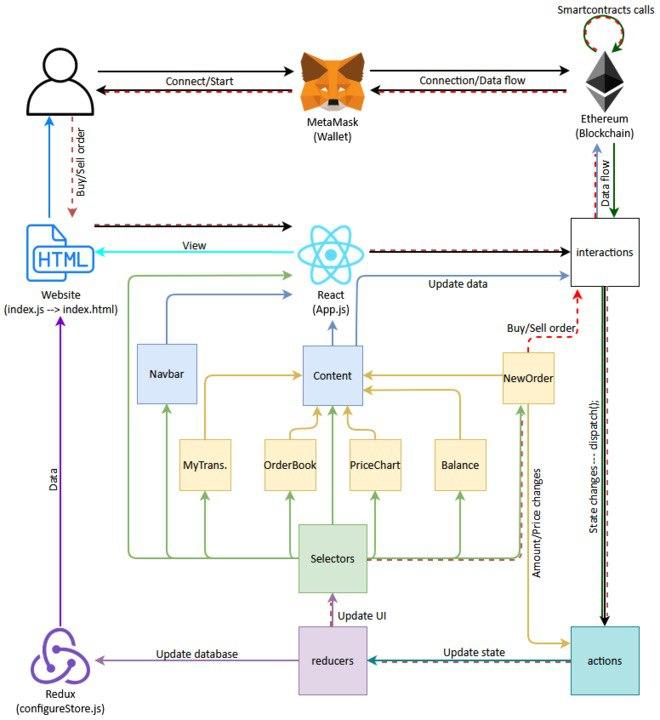 Smartcontracts calls
Connect/Start
Connection/Data flow
MetaMask
(Wallet)
Ethereum
(Blockchain)
Buy/Sell order
Data flow
HTML
View
interactions
Website
(index.js --> index.html)
React
(App.js)
Update data
Buy/Sell order
Navbar
Content
NewOrder
MyTrans.
OrderBook
PriceChart
Balance
State changes --- dispatch();
Data
Amount/Price changes
Selectors
Update UI
Update database
reducers
Update state
actions
Redux
(configureStore.js)